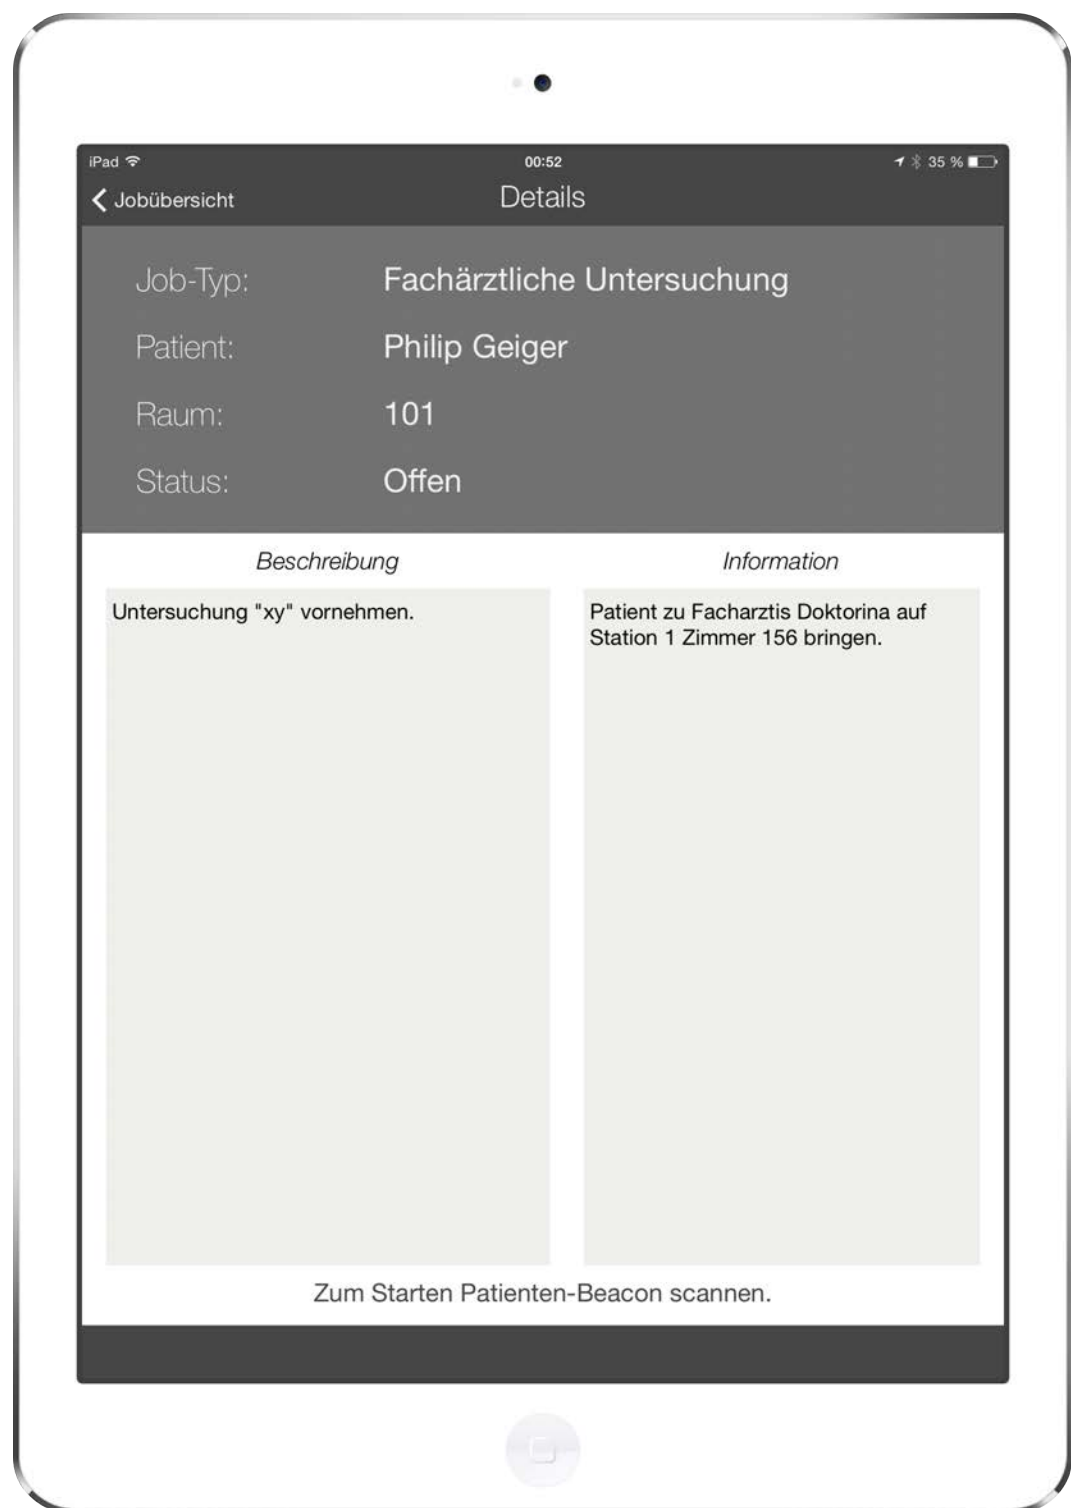 iPad 00:52 35 %
Jobübersicht Details
Job-Typ: Fachärztliche Untersuchung
Patient: Philip Geiger
Raum: 101
Status: Offen
Beschreibung Information
Untersuchung "xy" vornehmen.
Patient zu Facharztis Doktorina auf
Station 1 Zimmer 156 bringen.
Zum Starten Patienten-Beacon scannen.